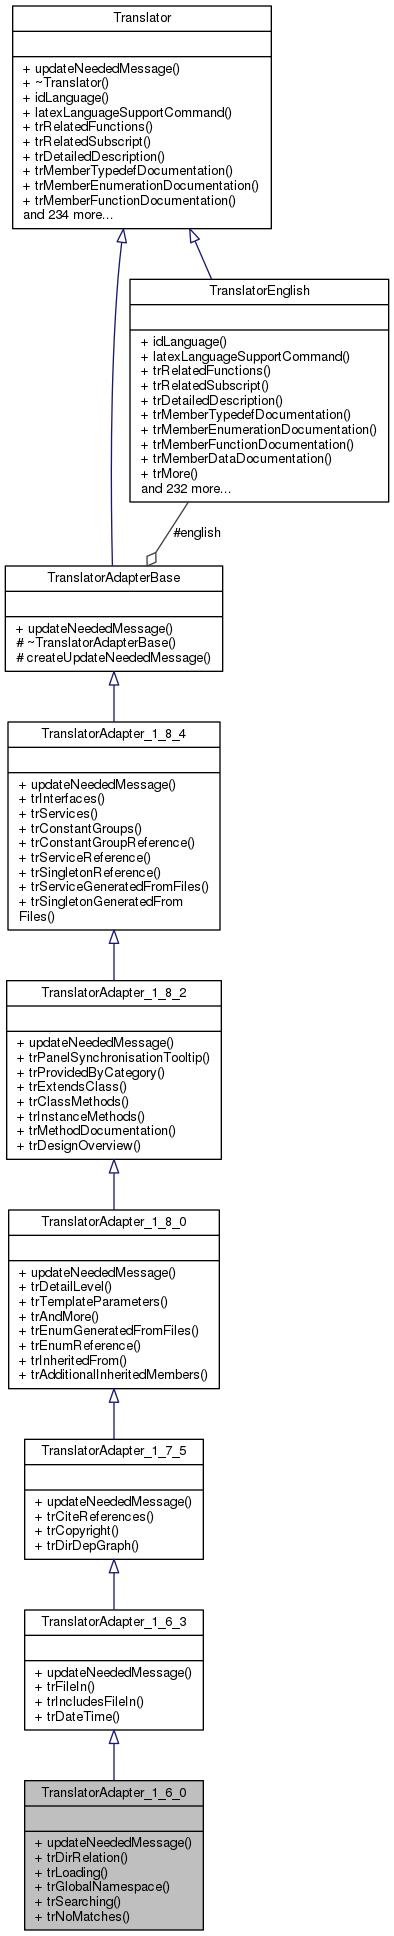 Translator
+ updateNeededMessage()
+ ~Translator()
+ idLanguage()
+ latexLanguageSupportCommand()
+ trRelatedFunctions()
+ trRelatedSubscript()
+ trDetailedDescription()
+ trMemberTypedefDocumentation()
+ trMemberEnumerationDocumentation()
+ trMemberFunctionDocumentation()
and 234 more...
TranslatorEnglish
+ idLanguage()
+ latexLanguageSupportCommand()
+ trRelatedFunctions()
+ trRelatedSubscript()
+ trDetailedDescription()
+ trMemberTypedefDocumentation()
+ trMemberEnumerationDocumentation()
+ trMemberFunctionDocumentation()
+ trMemberDataDocumentation()
+ trMore()
and 232 more...
#english
TranslatorAdapterBase
+ updateNeededMessage()
# ~TranslatorAdapterBase()
# createUpdateNeededMessage()
TranslatorAdapter_1_8_4
+ updateNeededMessage()
+ trInterfaces()
+ trServices()
+ trConstantGroups()
+ trConstantGroupReference()
+ trServiceReference()
+ trSingletonReference()
+ trServiceGeneratedFromFiles()
+ trSingletonGeneratedFrom
Files()
TranslatorAdapter_1_8_2
+ updateNeededMessage()
+ trPanelSynchronisationTooltip()
+ trProvidedByCategory()
+ trExtendsClass()
+ trClassMethods()
+ trInstanceMethods()
+ trMethodDocumentation()
+ trDesignOverview()
TranslatorAdapter_1_8_0
+ updateNeededMessage()
+ trDetailLevel()
+ trTemplateParameters()
+ trAndMore()
+ trEnumGeneratedFromFiles()
+ trEnumReference()
+ trInheritedFrom()
+ trAdditionalInheritedMembers()
TranslatorAdapter_1_7_5
+ updateNeededMessage()
+ trCiteReferences()
+ trCopyright()
+ trDirDepGraph()
TranslatorAdapter_1_6_3
+ updateNeededMessage()
+ trFileIn()
+ trIncludesFileIn()
+ trDateTime()
TranslatorAdapter_1_6_0
+ updateNeededMessage()
+ trDirRelation()
+ trLoading()
+ trGlobalNamespace()
+ trSearching()
+ trNoMatches()